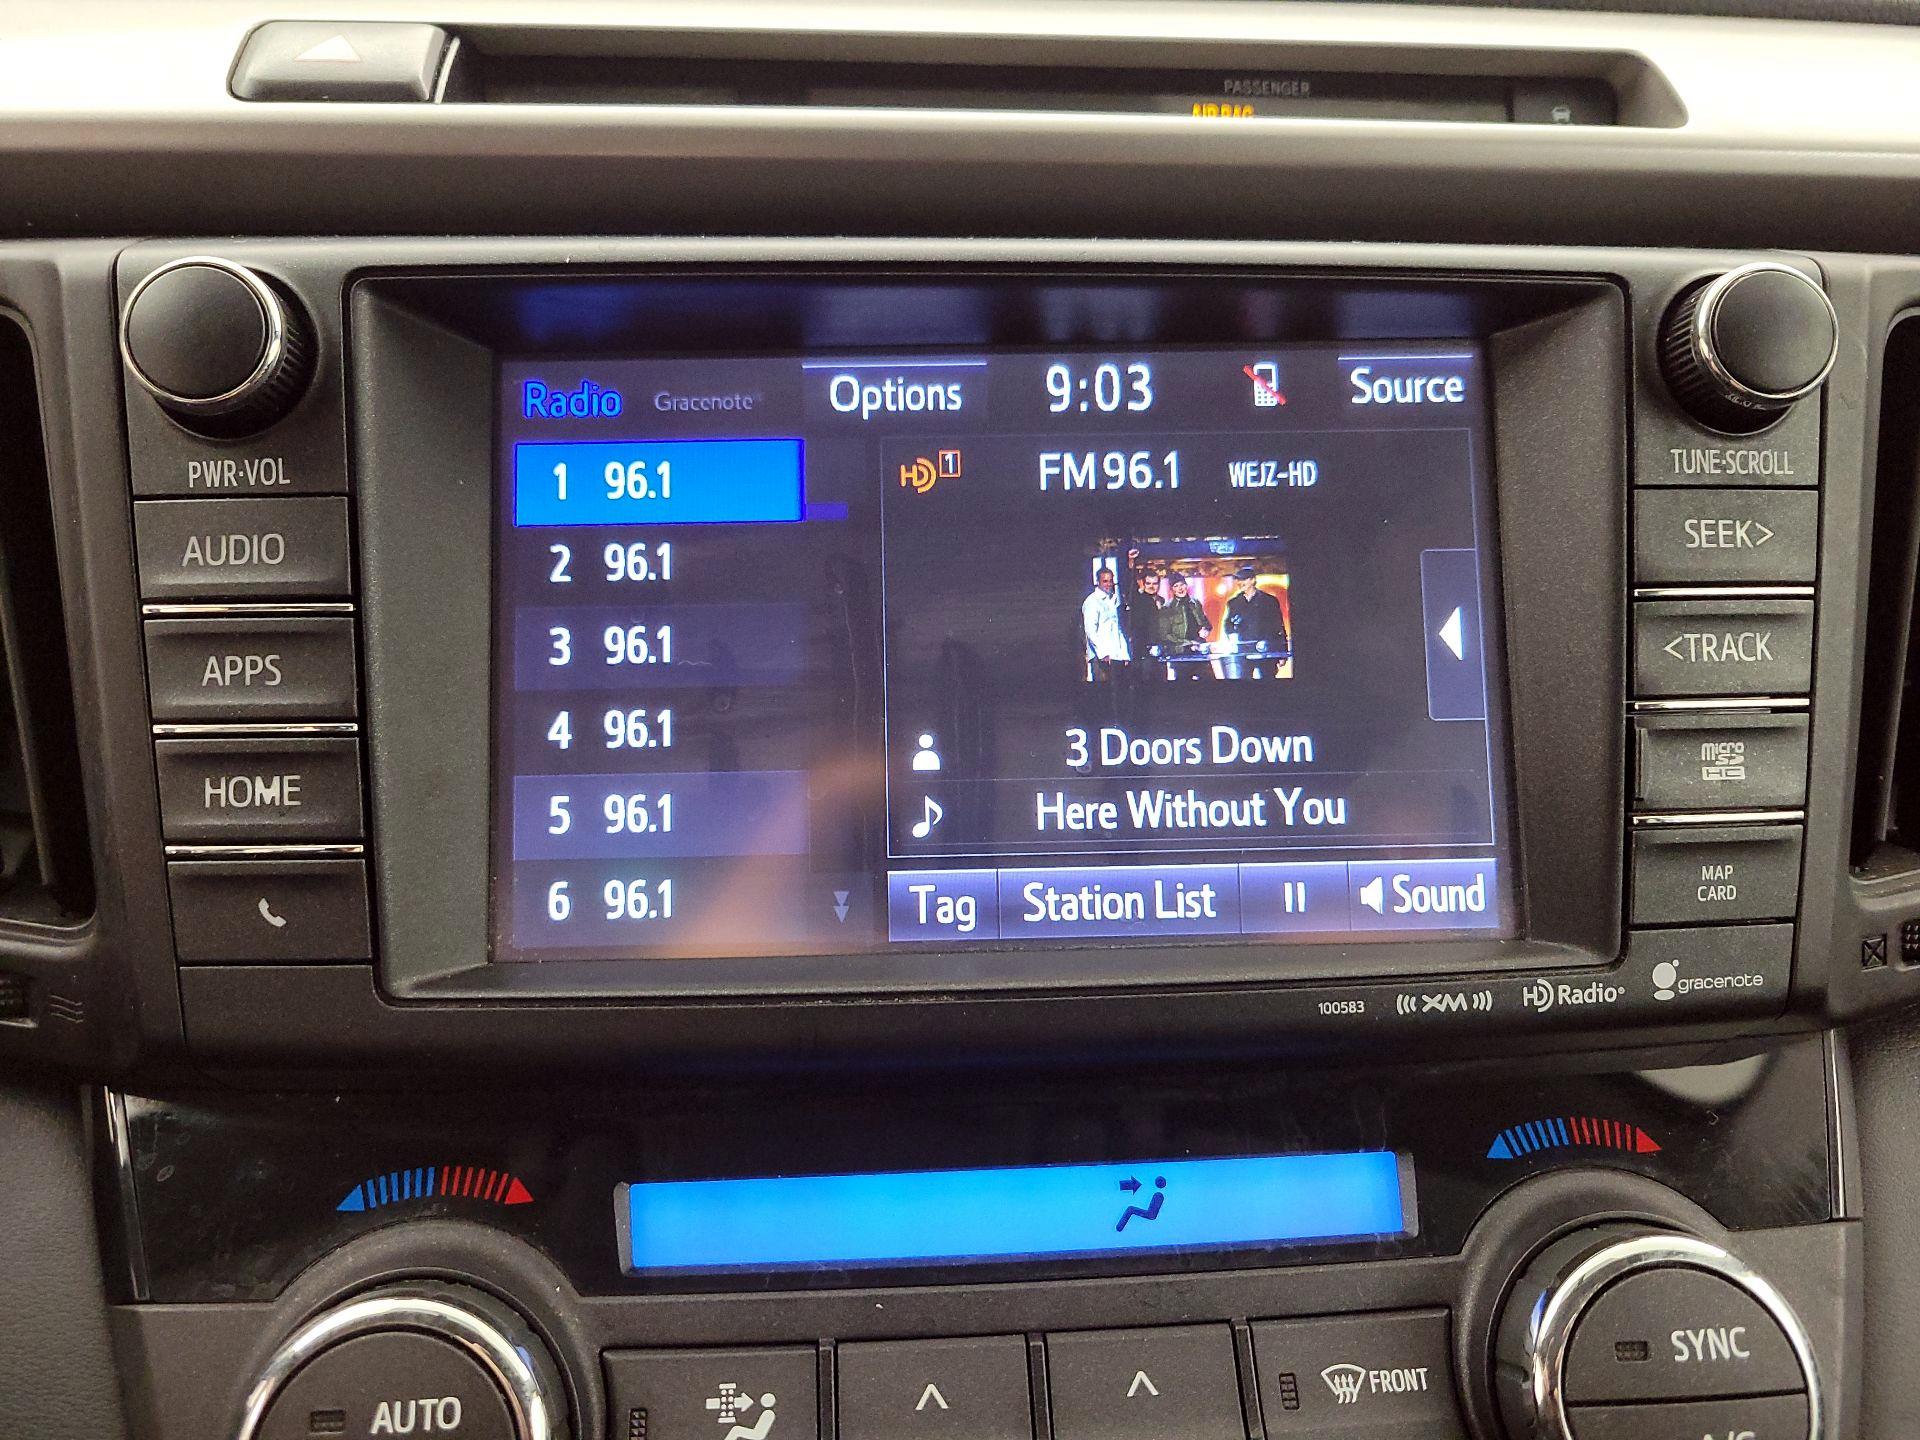 PASSENGER
AIR BAG
PWR·VOL
AUDIO
APPS
HOME
Radio
Gracenote
Options
9:03
Source
1 96.1
2 96.1
3 96.1
4 96.1
5 96.1
6 96.1
HD 1
FM 96.1
WEJZ-HD
3 Doors Down
Here Without You
Tag
Station List
Sound
TUNE·SCROLL
SEEK>
<TRACK
micro SD HC
MAP CARD
100583
((( XM )))
HD Radio®
gracenote
AUTO
FRONT
SYNC
A/C